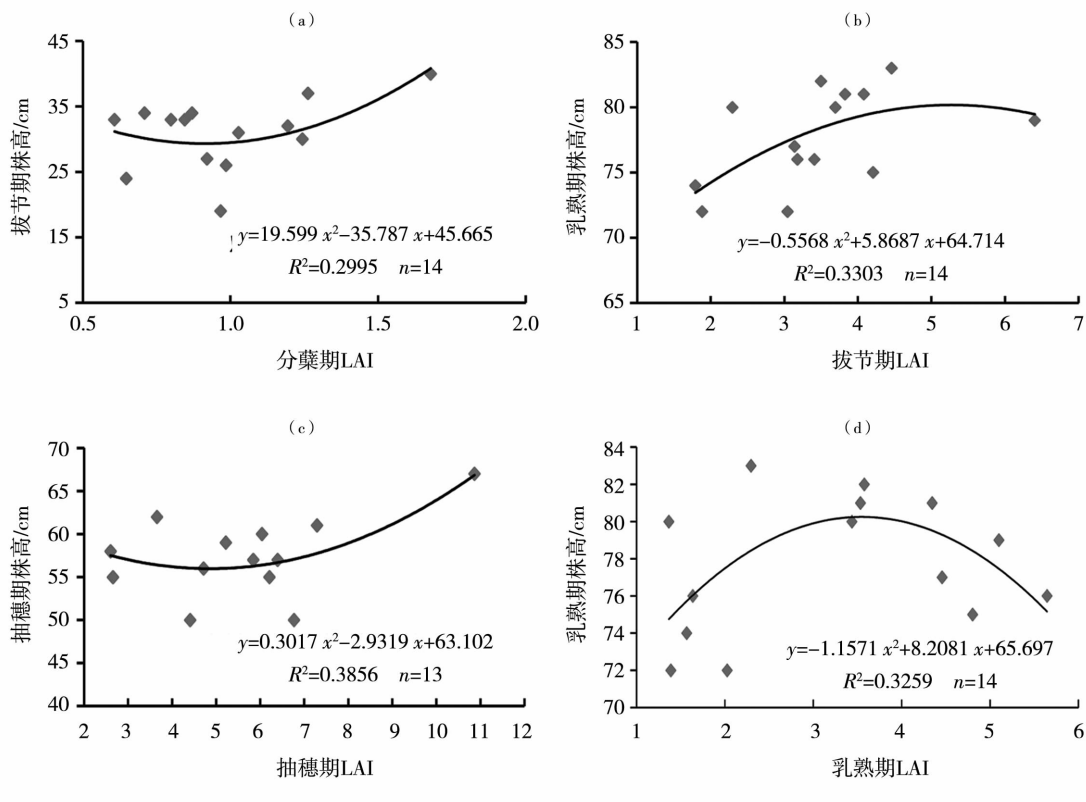 （a）
45
35
25
15
5
拔节期株高/cm
y=19.599 x²−35.787 x+45.665
R²=0.2995 n=14
0.5 1.0 1.5 2.0
分蘖期LAI
（b）
85
80
75
70
65
乳熟期株高/cm
y=−0.5568 x²+5.8687 x+64.714
R²=0.3303 n=14
1 2 3 4 5 6 7
拔节期LAI
（c）
70
65
60
55
50
45
40
抽穗期株高/cm
y=0.3017 x²−2.9319 x+63.102
R²=0.3856 n=13
2 3 4 5 6 7 8 9 10 11 12
抽穗期LAI
（d）
84
82
80
78
76
74
72
70
乳熟期株高/cm
y=−1.1571 x²+8.2081 x+65.697
R²=0.3259 n=14
1 2 3 4 5 6
乳熟期LAI